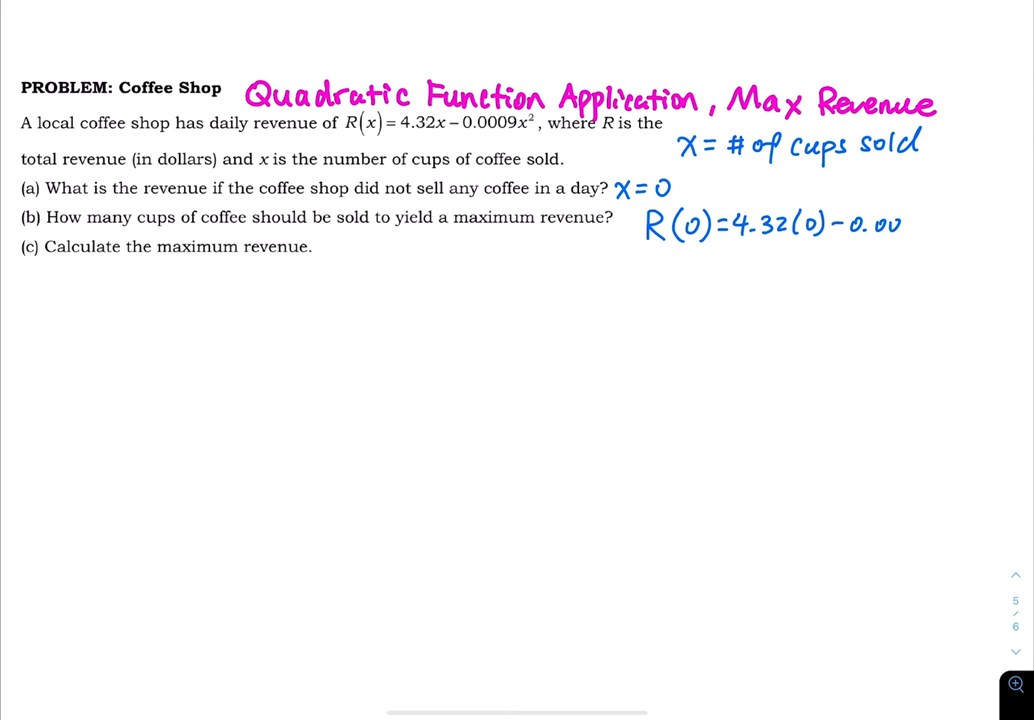 PROBLEM: Coffee Shop Quadratic Function Application, Max Revenue
A local coffee shop has daily revenue of R(x) = 4.32x − 0.0009x², where R is the
x = # of cups sold
total revenue (in dollars) and x is the number of cups of coffee sold.
(a) What is the revenue if the coffee shop did not sell any coffee in a day? x = 0
(b) How many cups of coffee should be sold to yield a maximum revenue?
R(0) = 4.32(0) − 0.00
(c) Calculate the maximum revenue.
5
/
6